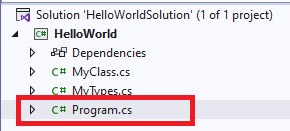 Solution 'HelloWorldSolution' (1 of 1 project)
C# HelloWorld
Dependencies
C# MyClass.cs
C# MyTypes.cs
C# Program.cs